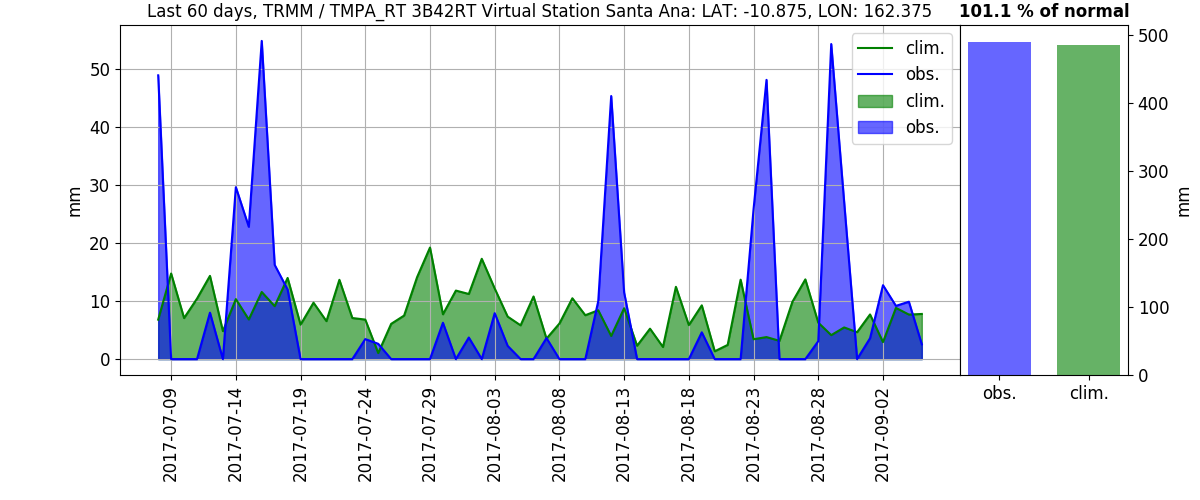 Last 60 days, TRMM / TMPA_RT 3B42RT Virtual Station Santa Ana: LAT: -10.875, LON: 162.375
101.1 % of normal
clim.
obs.
clim.
obs.
50
40
30
20
10
0
mm
500
400
300
200
100
0
mm
2017-07-09
2017-07-14
2017-07-19
2017-07-24
2017-07-29
2017-08-03
2017-08-08
2017-08-13
2017-08-18
2017-08-23
2017-08-28
2017-09-02
obs.
clim.